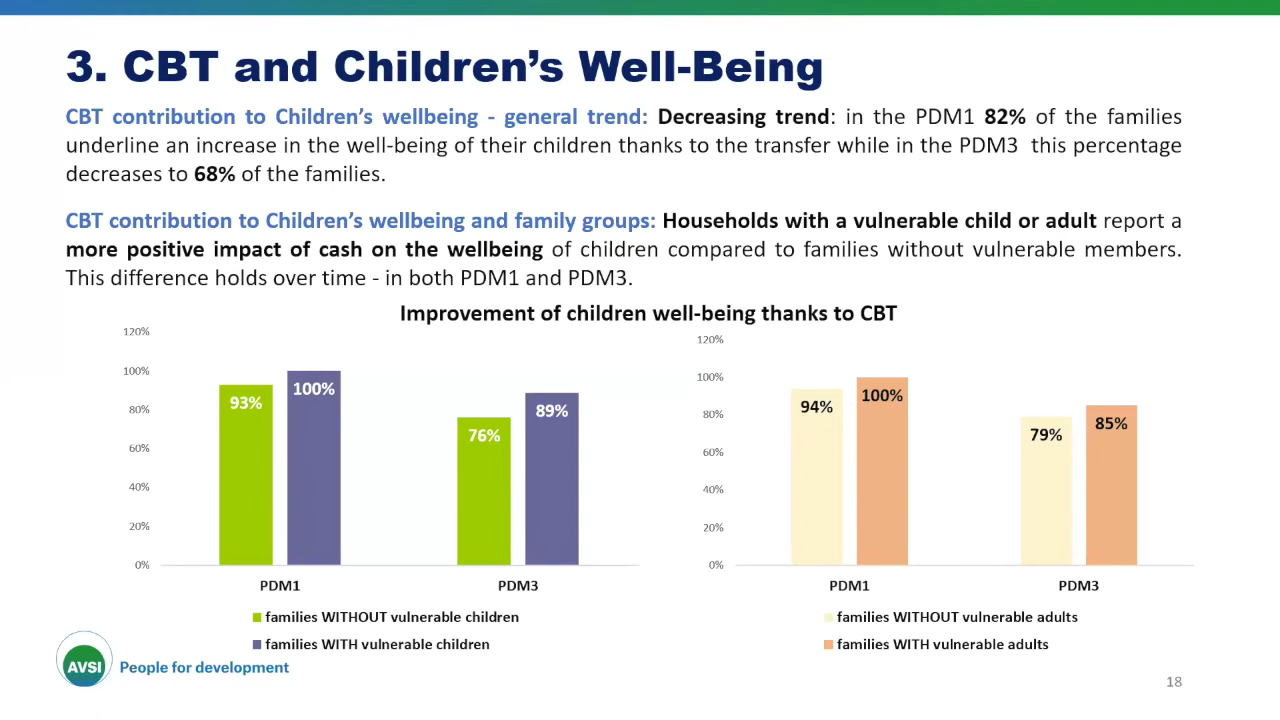 3. CBT and Children’s Well-Being
CBT contribution to Children’s wellbeing - general trend: Decreasing trend: in the PDM1 82% of the families
underline an increase in the well-being of their children thanks to the transfer while in the PDM3 this percentage
decreases to 68% of the families.
CBT contribution to Children’s wellbeing and family groups: Households with a vulnerable child or adult report a
more positive impact of cash on the wellbeing of children compared to families without vulnerable members.
This difference holds over time - in both PDM1 and PDM3.
Improvement of children well-being thanks to CBT
120%
100%
80%
60%
40%
20%
0%
93%
100%
76%
89%
PDM1
PDM3
families WITHOUT vulnerable children
families WITH vulnerable children
120%
100%
80%
60%
40%
20%
0%
94%
100%
79%
85%
PDM1
PDM3
families WITHOUT vulnerable adults
families WITH vulnerable adults
AVSI
People for development
18